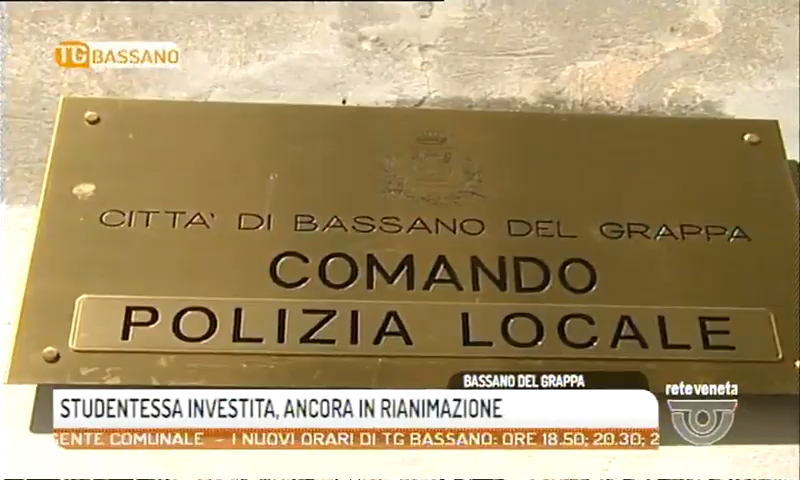 TG BASSANO
CITTA' DI BASSANO DEL GRAPPA
COMANDO
POLIZIA LOCALE
BASSANO DEL GRAPPA
reteveneta
STUDENTESSA INVESTITA, ANCORA IN RIANIMAZIONE
COMUNALE - I NUOVI ORARI DI TG BASSANO: ORE 18.50; 20.30;